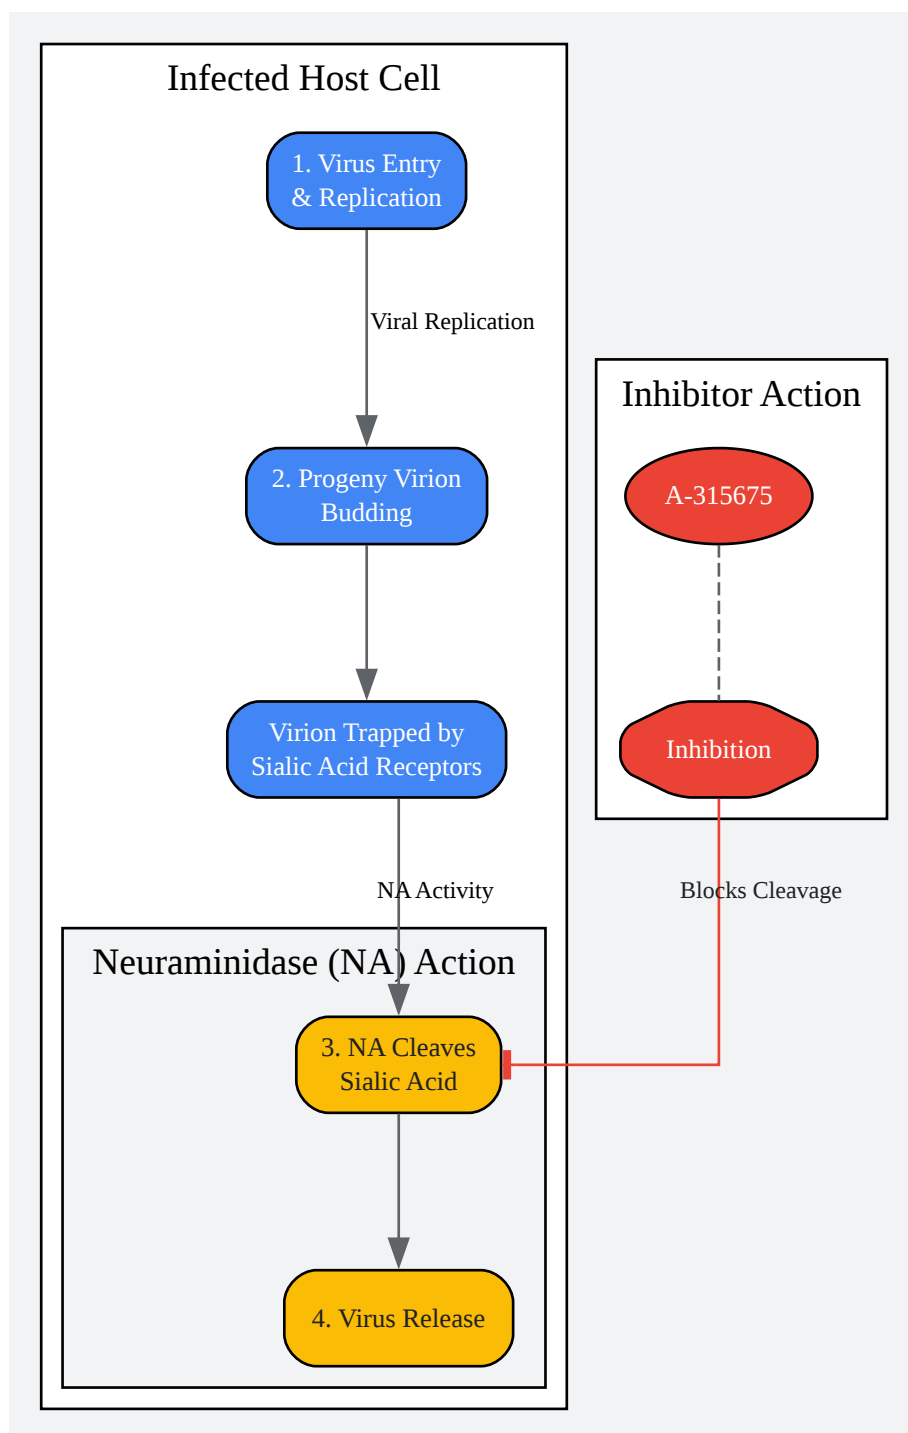 Infected Host Cell
1. Virus Entry
& Replication
Viral Replication
2. Progeny Virion
Budding
Virion Trapped by
Sialic Acid Receptors
NA Activity
Neuraminidase (NA) Action
3. NA Cleaves
Sialic Acid
4. Virus Release
Inhibitor Action
A-315675
Inhibition
Blocks Cleavage